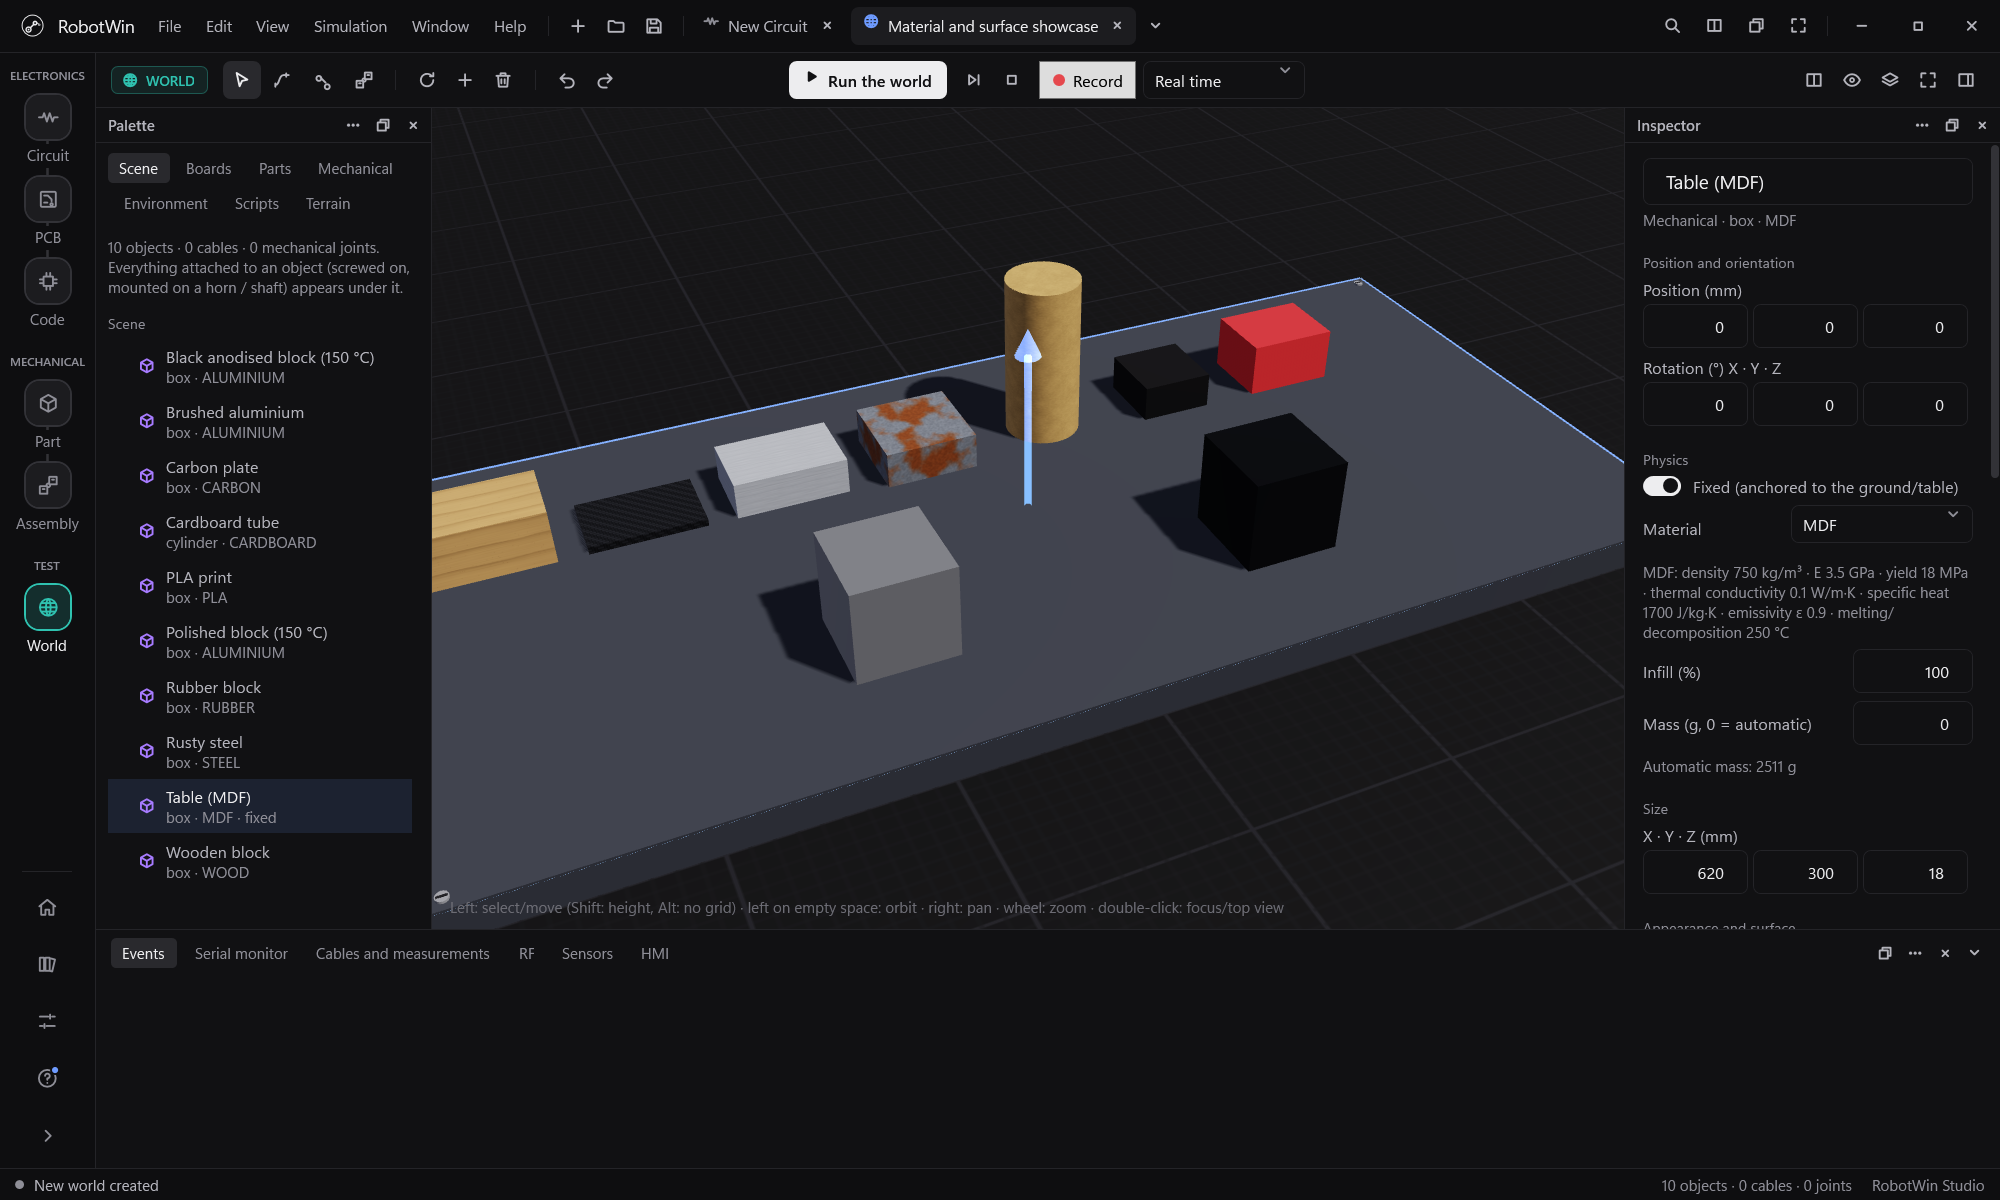 RobotWin File Edit View Simulation Window Help New Circuit Material and surface showcase
WORLD Run the world Record Real time
ELECTRONICS
Circuit
PCB
Code
MECHANICAL
Part
Assembly
TEST
World
Palette
Scene Boards Parts Mechanical
Environment Scripts Terrain
10 objects · 0 cables · 0 mechanical joints.
Everything attached to an object (screwed on,
mounted on a horn / shaft) appears under it.
Scene
Black anodised block (150 °C)
box · ALUMINIUM
Brushed aluminium
box · ALUMINIUM
Carbon plate
box · CARBON
Cardboard tube
cylinder · CARDBOARD
PLA print
box · PLA
Polished block (150 °C)
box · ALUMINIUM
Rubber block
box · RUBBER
Rusty steel
box · STEEL
Table (MDF)
box · MDF · fixed
Wooden block
box · WOOD
Left: select/move (Shift: height, Alt: no grid) · left on empty space: orbit · right: pan · wheel: zoom · double-click: focus/top view
Inspector
Table (MDF)
Mechanical · box · MDF
Position and orientation
Position (mm)
0 0 0
Rotation (°) X · Y · Z
0 0 0
Physics
Fixed (anchored to the ground/table)
Material MDF
MDF: density 750 kg/m³ · E 3.5 GPa · yield 18 MPa
· thermal conductivity 0.1 W/m·K · specific heat
1700 J/kg·K · emissivity ε 0.9 · melting/
decomposition 250 °C
Infill (%) 100
Mass (g, 0 = automatic) 0
Automatic mass: 2511 g
Size
X · Y · Z (mm)
620 300 18
Appearance and surface
Events Serial monitor Cables and measurements RF Sensors HMI
New world created
10 objects · 0 cables · 0 joints RobotWin Studio